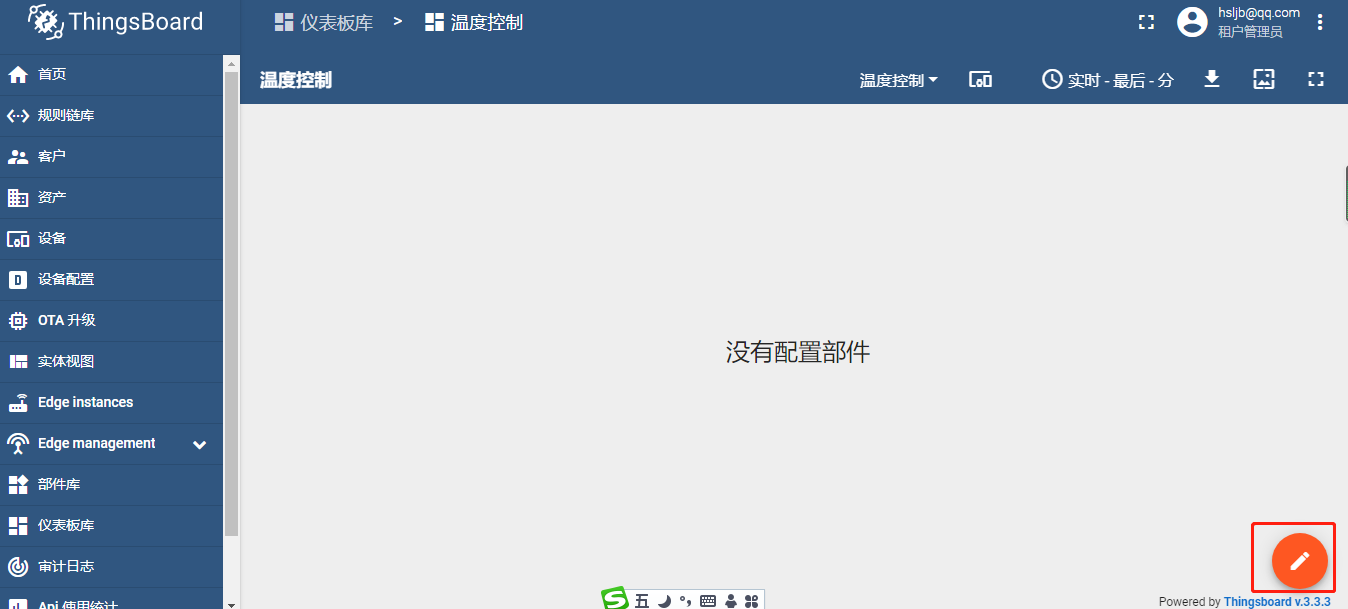 ThingsBoard
仪表板库 > 温度控制
hsljb@qq.com
租户管理员
首页
规则链库
客户
资产
设备
设备配置
OTA 升级
实体视图
Edge instances
Edge management
部件库
仪表板库
审计日志
Api 使用统计
温度控制
温度控制
实时 - 最后 - 分
没有配置部件
五
Powered by Thingsboard v.3.3.3